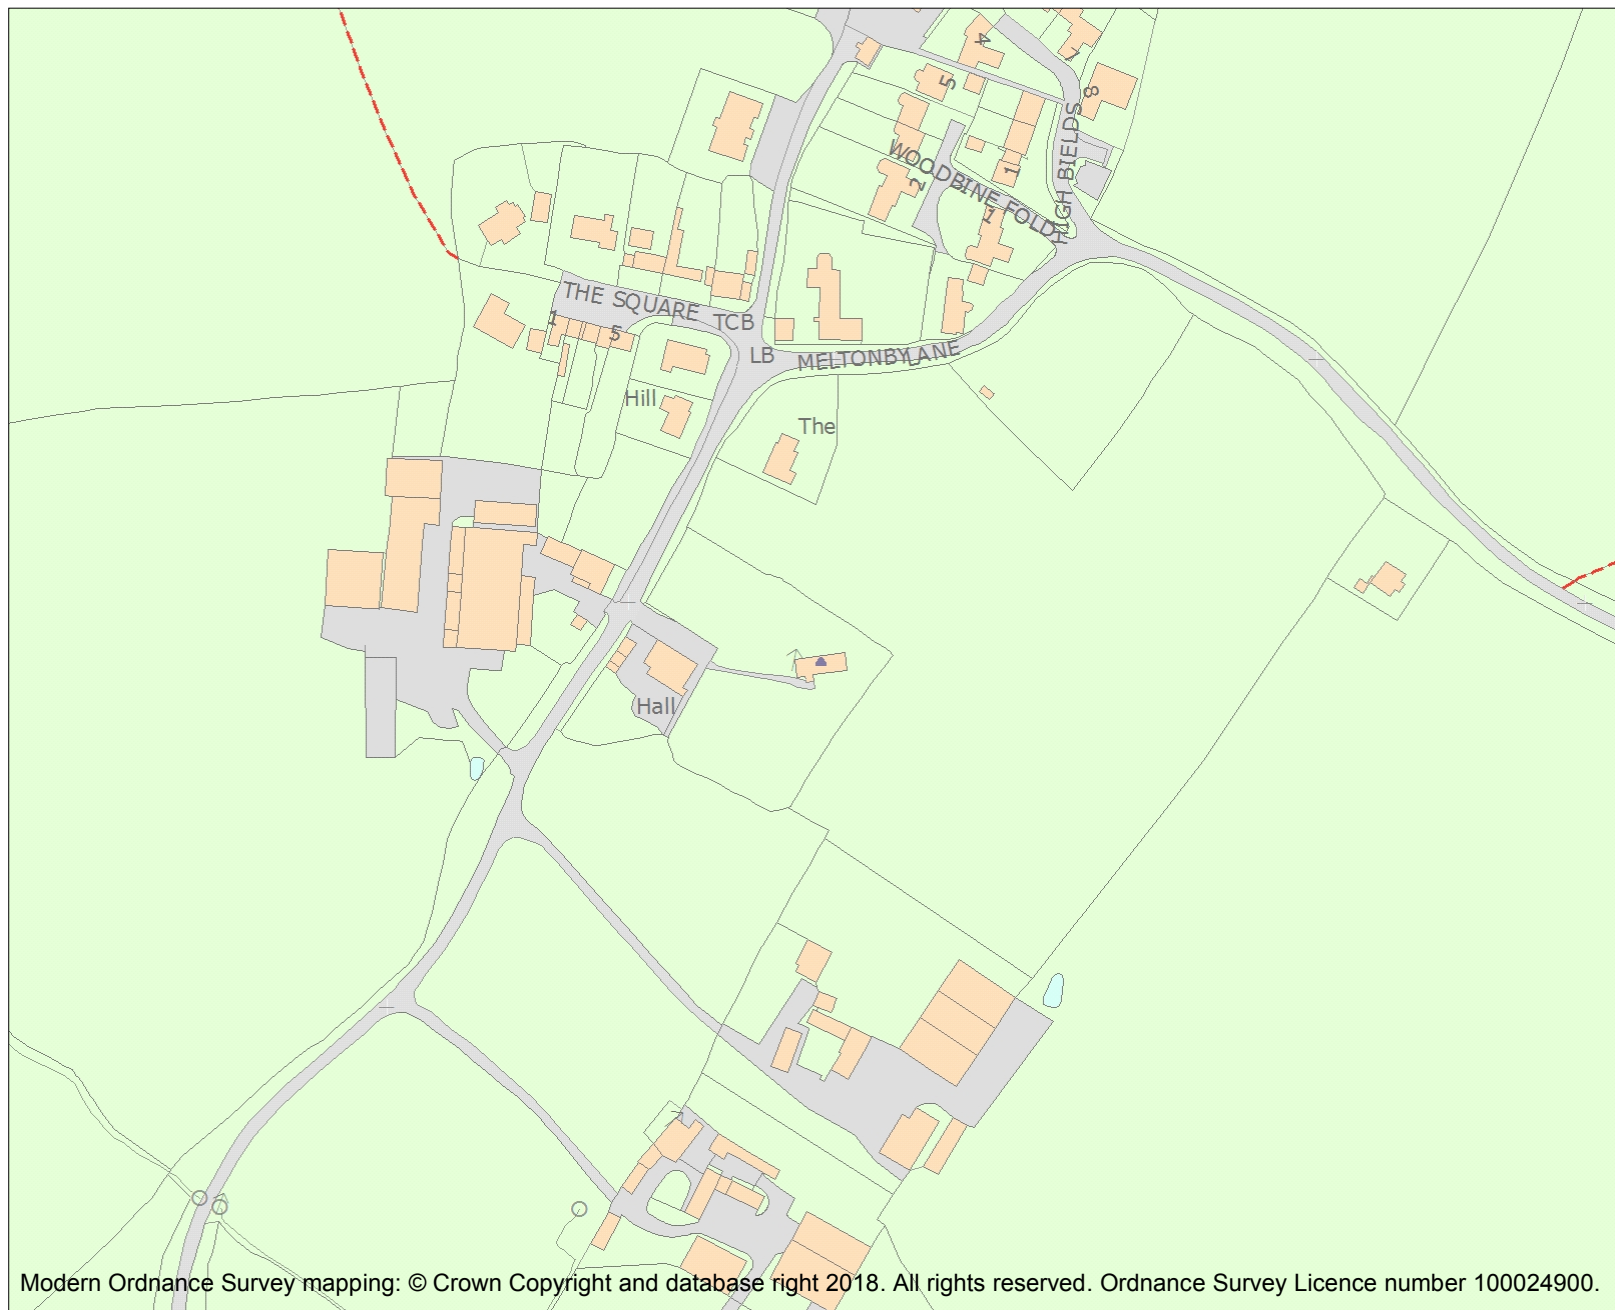 4
7
5
8
HIGH BIELDS
WOODBINE FOLD
2
1
1
THE SQUARE
1
5
TCB
LB
MELTONBYLANE
Hill
The
Hall
Modern Ordnance Survey mapping: © Crown Copyright and database right 2018. All rights reserved. Ordnance Survey Licence number 100024900.